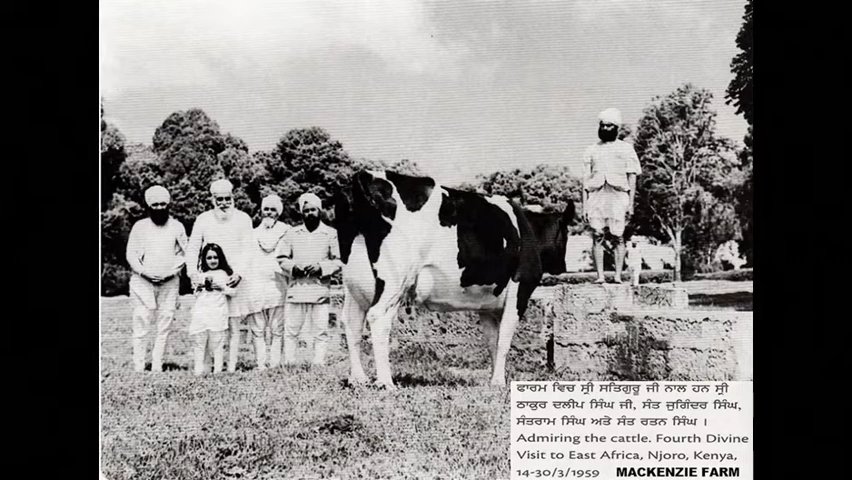 ਫਾਰਮ ਵਿਚ ਸ੍ਰੀ ਸਤਿਗੁਰੂ ਜੀ ਨਾਲ ਹਨ ਸ੍ਰੀ
ਠਾਕੁਰ ਦਲੀਪ ਸਿੰਘ ਜੀ, ਸੰਤ ਜੁਗਿੰਦਰ ਸਿੰਘ,
ਸੰਤਰਾਮ ਸਿੰਘ ਅਤੇ ਸੰਤ ਰਤਨ ਸਿੰਘ ।
Admiring the cattle. Fourth Divine
Visit to East Africa, Njoro, Kenya,
14-30/3/1959 MACKENZIE FARM